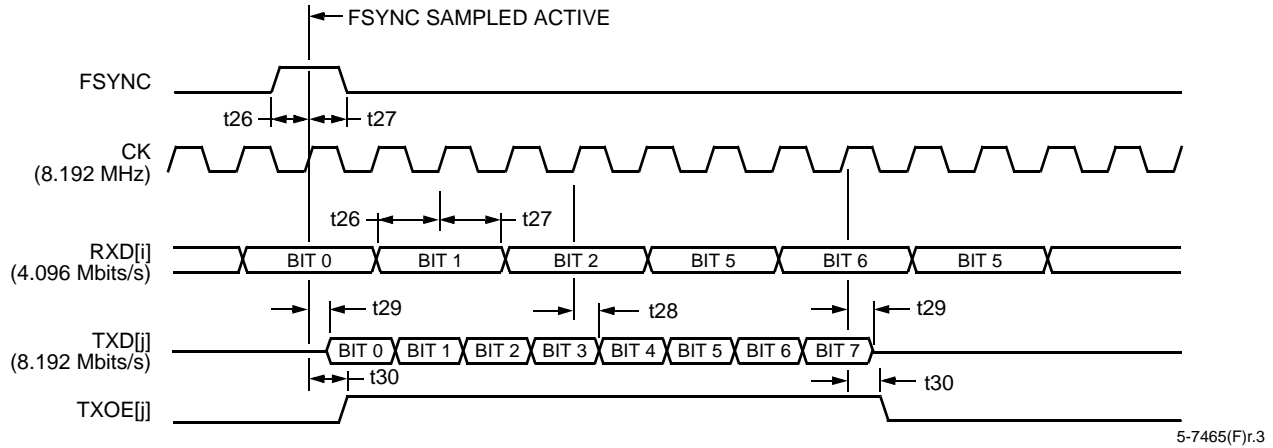 FSYNC SAMPLED ACTIVE
FSYNC
t26 t27
CK
(8.192 MHz)
t26 t27
RXD[i]
(4.096 Mbits/s)
BIT 0 BIT 1 BIT 2 BIT 5 BIT 6 BIT 5
t29 t28 t29
TXD[j]
(8.192 Mbits/s)
BIT 0 BIT 1 BIT 2 BIT 3 BIT 4 BIT 5 BIT 6 BIT 7
t30 t30
TXOE[j]
5-7465(F)r.3